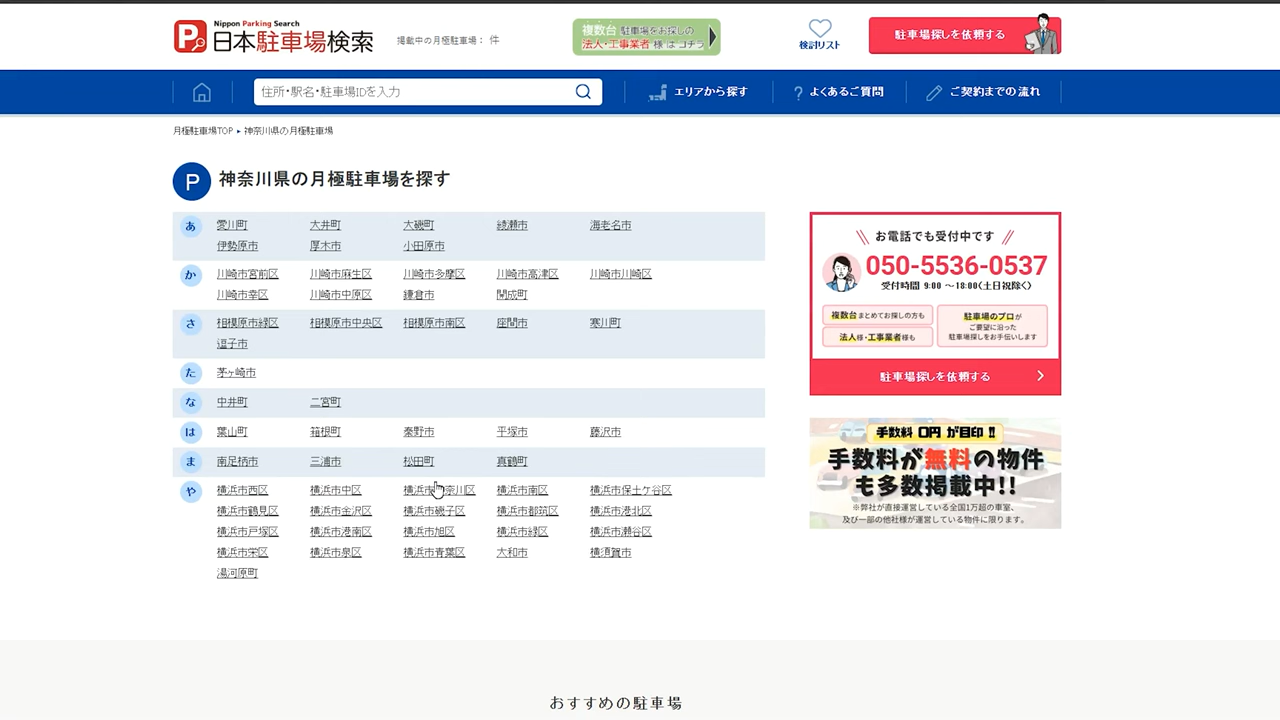 Nippon Parking Search
日本駐車場検索
掲載中の月極駐車場： 件
複数台 駐車場をお探しの
法人・工事業者 様 は コチラ
検討リスト
駐車場探しを依頼する
住所・駅名・駐車場IDを入力
エリアから探す
よくあるご質問
ご契約までの流れ
月極駐車場TOP ▸ 神奈川県の月極駐車場
P 神奈川県の月極駐車場を探す
あ 愛川町 大井町 大磯町 綾瀬市 海老名市
伊勢原市 厚木市 小田原市
か 川崎市宮前区 川崎市麻生区 川崎市多摩区 川崎市高津区 川崎市川崎区
川崎市幸区 川崎市中原区 鎌倉市 開成町
さ 相模原市緑区 相模原市中央区 相模原市南区 座間市 寒川町
逗子市
た 茅ヶ崎市
な 中井町 二宮町
は 葉山町 箱根町 秦野市 平塚市 藤沢市
ま 南足柄市 三浦市 松田町 真鶴町
や 横浜市西区 横浜市中区 横浜市奈川区 横浜市南区 横浜市保土ケ谷区
横浜市鶴見区 横浜市金沢区 横浜市磯子区 横浜市都筑区 横浜市港北区
横浜市戸塚区 横浜市港南区 横浜市旭区 横浜市緑区 横浜市瀬谷区
横浜市栄区 横浜市泉区 横浜市青葉区 大和市 横須賀市
湯河原町
お電話でも受付中です
050-5536-0537
受付時間 9:00 ～18:00（土日祝除く）
複数台まとめてお探しの方も
法人様・工事業者様も
駐車場のプロが
ご要望に沿った
駐車場探しをお手伝いします
駐車場探しを依頼する
手数料 0円 が目印 !!
手数料が無料の物件
も多数掲載中!!
※弊社が直接運営している全国1万超の車室、
及び一部の他社様が運営している物件に限ります。
おすすめの駐車場